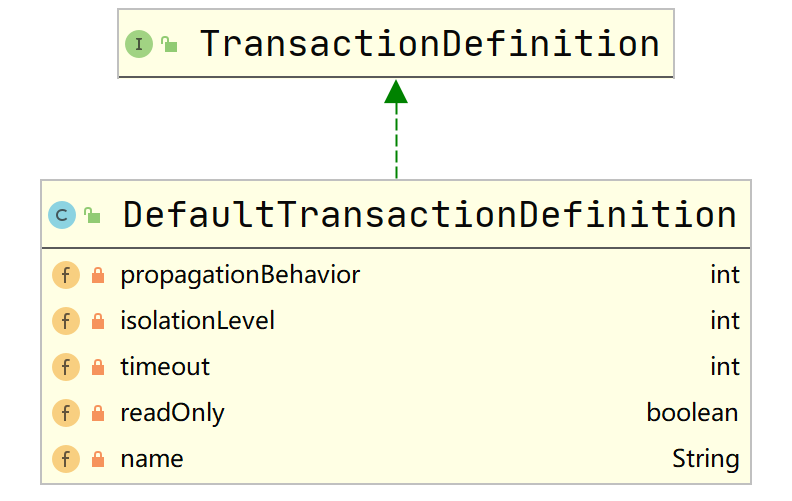 I TransactionDefinition
C DefaultTransactionDefinition
f propagationBehavior int
f isolationLevel int
f timeout int
f readOnly boolean
f name String